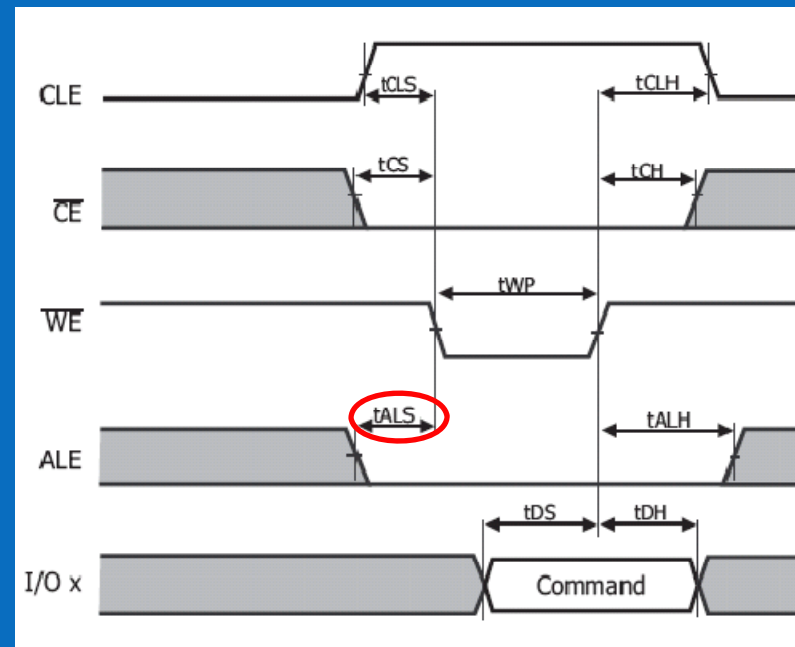 CLE
tCLS
tCLH
CE
tCS
tCH
WE
tWP
ALE
tALS
tALH
tDS
tDH
I/O x
Command